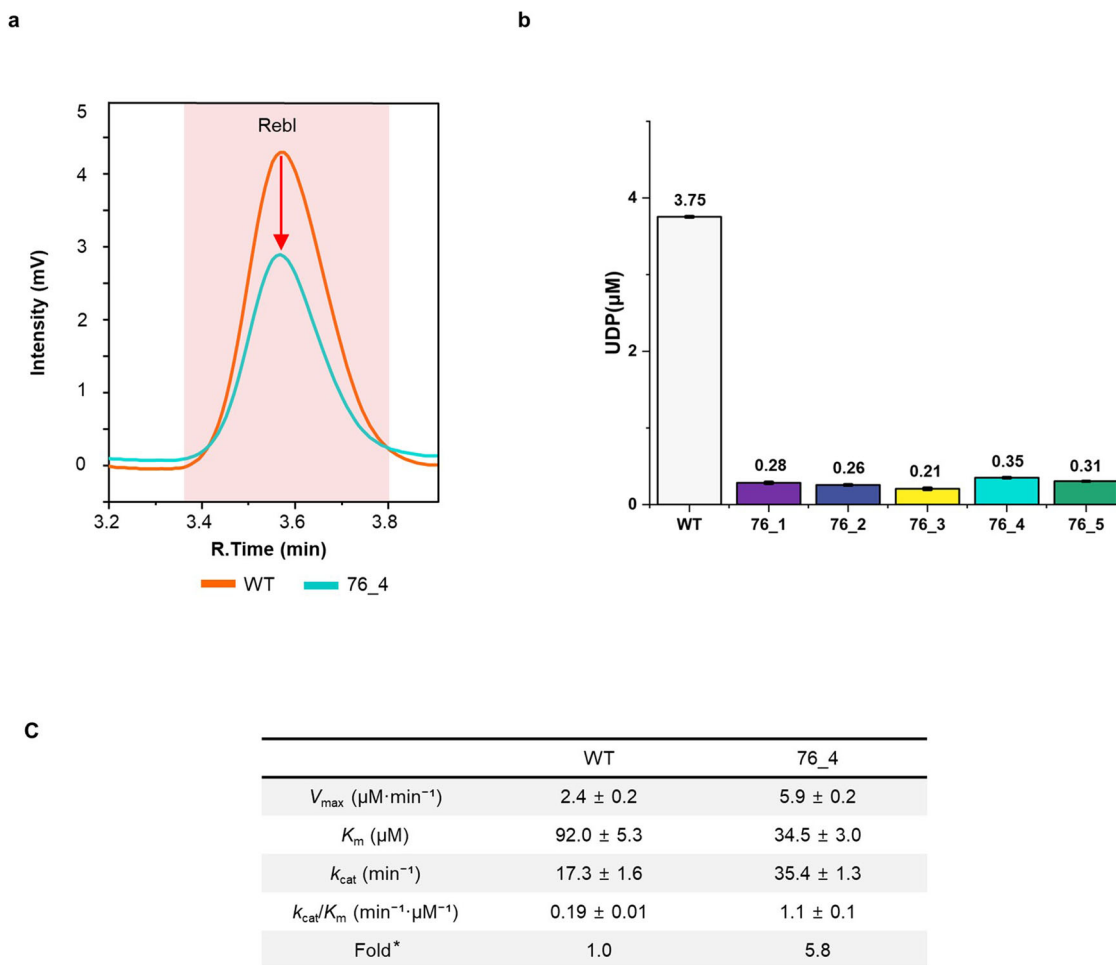 a
5
4
3
2
1
0
Intensity (mV)
RebI
3.2 3.4 3.6 3.8
R.Time (min)
WT 76_4
b
4
2
0
UDP(μM)
3.75
0.28 0.26 0.21 0.35 0.31
WT 76_1 76_2 76_3 76_4 76_5
C
WT 76_4
Vmax (μM·min⁻¹) 2.4 ± 0.2 5.9 ± 0.2
Km (μM) 92.0 ± 5.3 34.5 ± 3.0
kcat (min⁻¹) 17.3 ± 1.6 35.4 ± 1.3
kcat/Km (min⁻¹·μM⁻¹) 0.19 ± 0.01 1.1 ± 0.1
Fold* 1.0 5.8